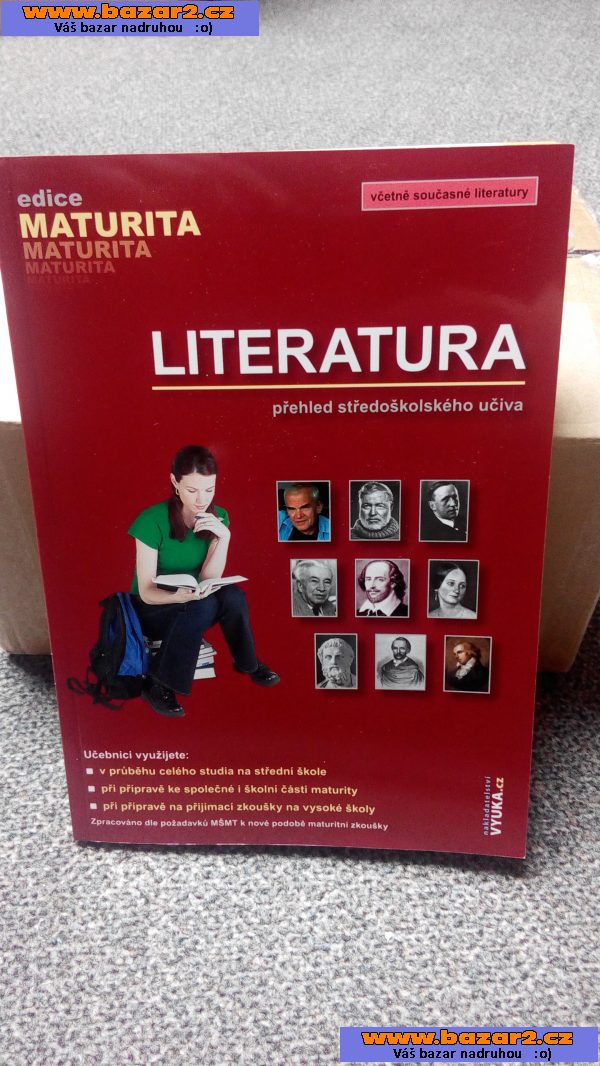 www.bazar2.cz
Váš bazar nadruhou :o)
edice
MATURITA
MATURITA
MATURITA
MATURITA
včetně současné literatury
LITERATURA
přehled středoškolského učiva
Učebnici využijete:
v průběhu celého studia na střední škole
při přípravě ke společné i školní části maturity
při přípravě na přijímací zkoušky na vysoké školy
Zpracováno dle požadavků MŠMT k nové podobě maturitní zkoušky
nakladatelství
VYUKA.cz
www.bazar2.cz
Váš bazar nadruhou :o)